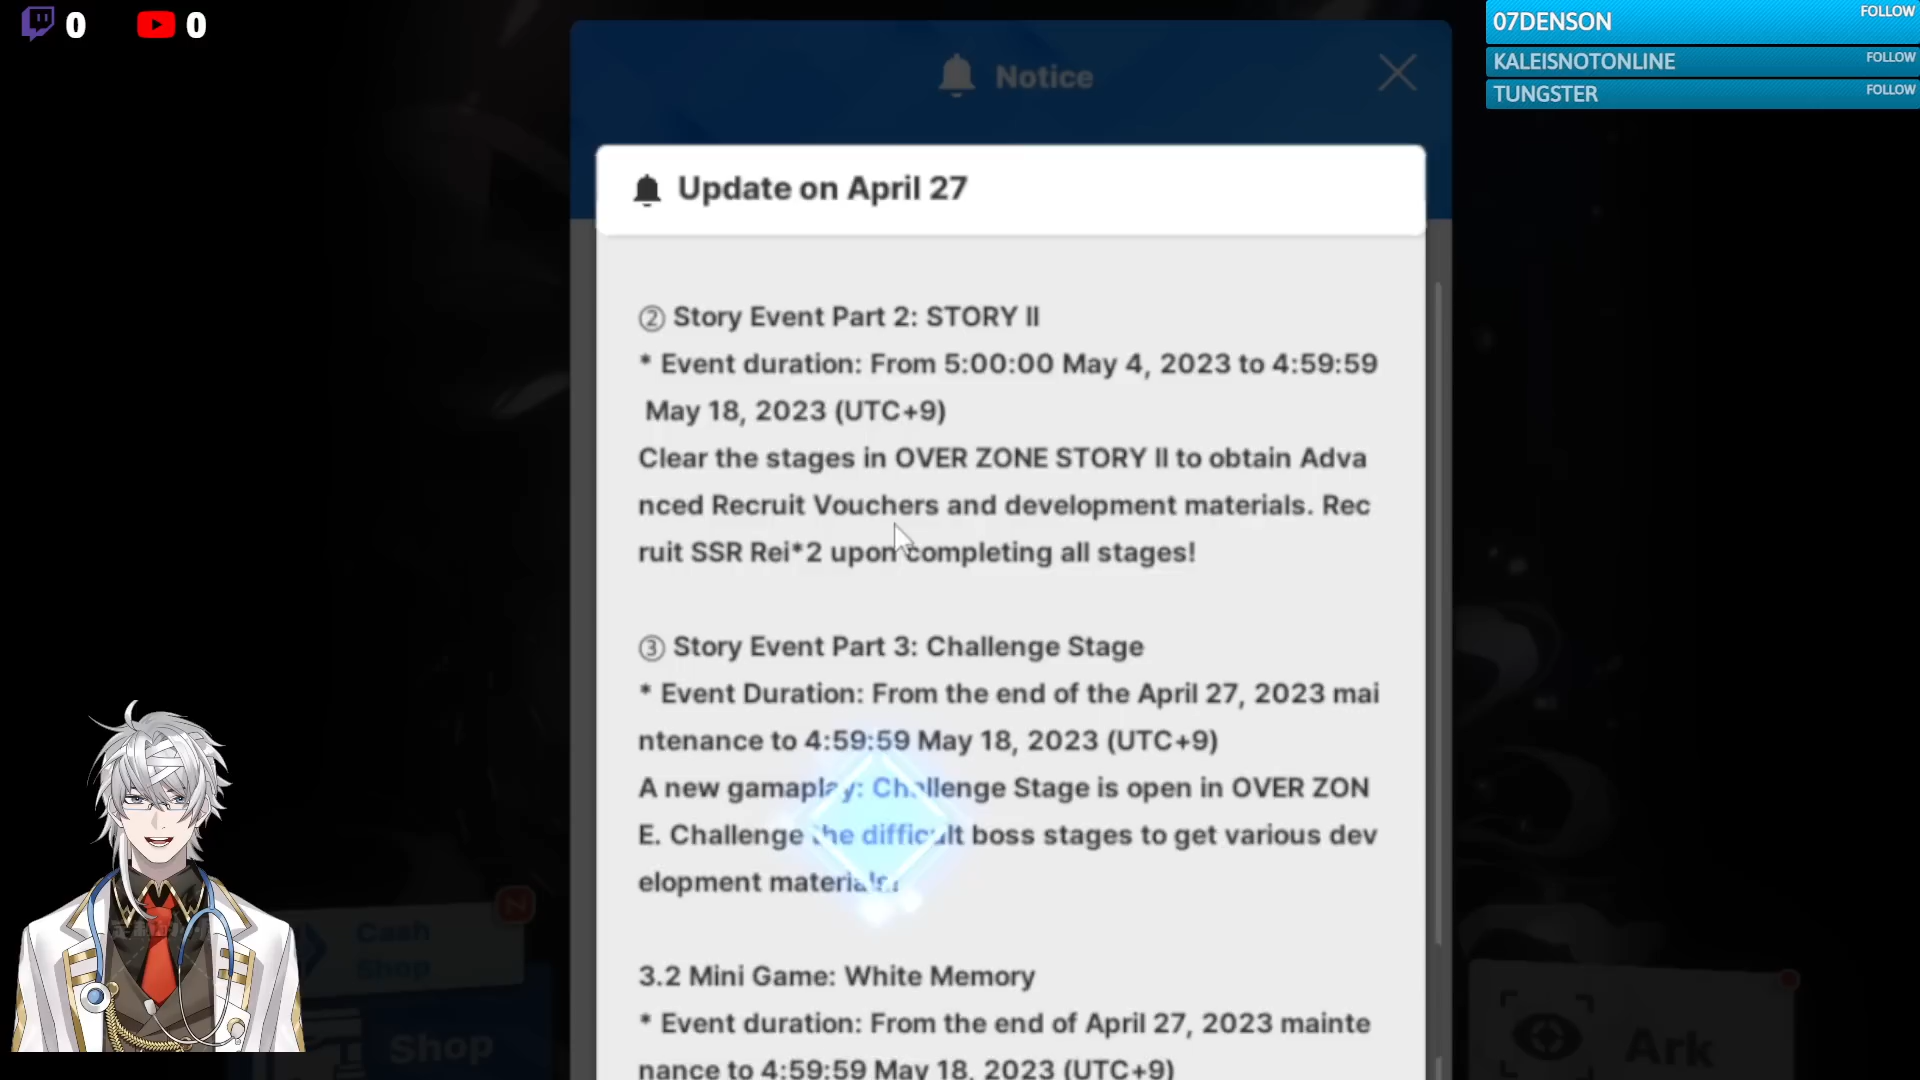 0 0
07DENSON FOLLOW
KALEISNOTONLINE FOLLOW
TUNGSTER FOLLOW
Notice
Update on April 27
② Story Event Part 2: STORY II
* Event duration: From 5:00:00 May 4, 2023 to 4:59:59
May 18, 2023 (UTC+9)
Clear the stages in OVER ZONE STORY II to obtain Adva
nced Recruit Vouchers and development materials. Rec
ruit SSR Rei*2 upon completing all stages!
③ Story Event Part 3: Challenge Stage
* Event Duration: From the end of the April 27, 2023 mai
ntenance to 4:59:59 May 18, 2023 (UTC+9)
A new gamaplay: Challenge Stage is open in OVER ZON
E. Challenge the difficult boss stages to get various dev
elopment materials.
3.2 Mini Game: White Memory
* Event duration: From the end of April 27, 2023 mainte
nance to 4:59:59 May 18, 2023 (UTC+9)
Cash
Shop
N
Shop
Ark